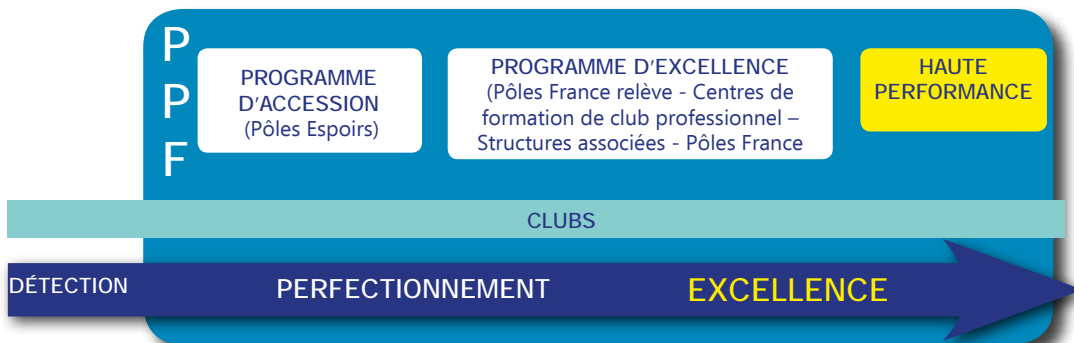 P
P
F
PROGRAMME
D'ACCESSION
(Pôles Espoirs)
PROGRAMME D'EXCELLENCE
(Pôles France relève - Centres de
formation de club professionnel –
Structures associées - Pôles France
HAUTE
PERFORMANCE
CLUBS
DÉTECTION
PERFECTIONNEMENT
EXCELLENCE